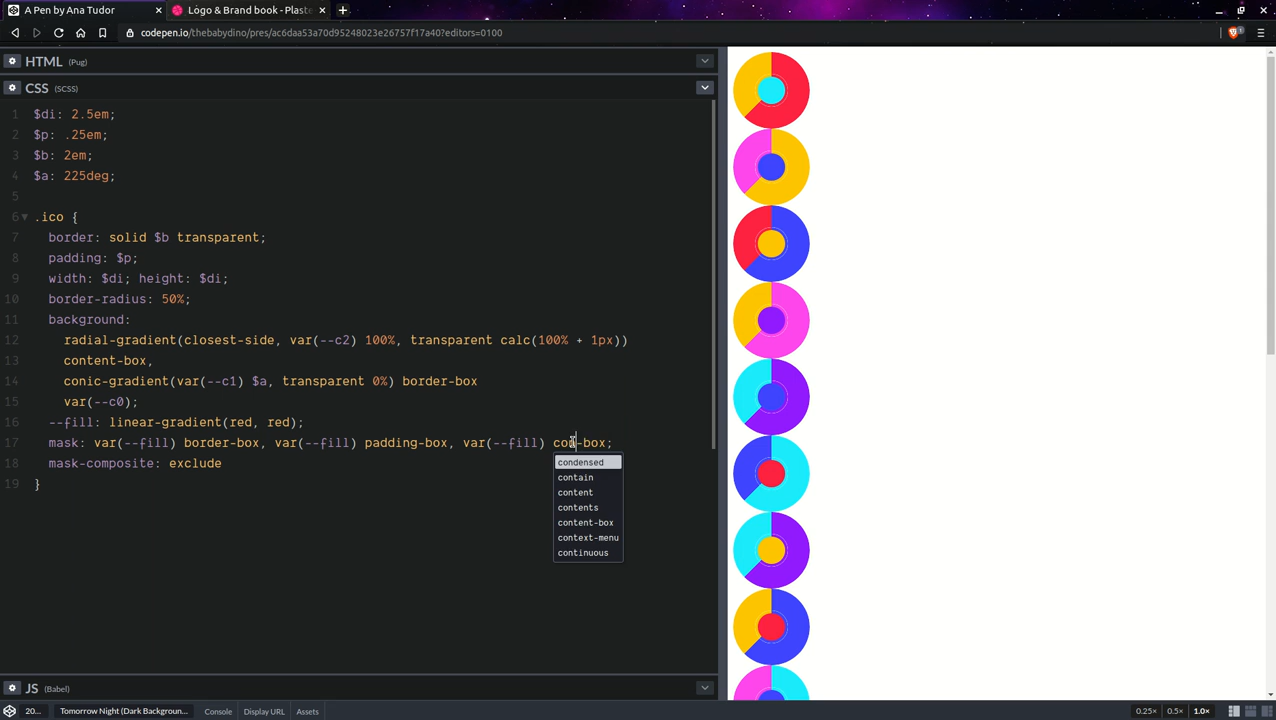 A Pen by Ana Tudor × Logo & Brand book - Plaste ×
codepen.io/thebabydino/pres/ac6daa53a70d95248023e26757f17a40?editors=0100
HTML (Pug)
CSS (SCSS)
1 $di: 2.5em;
2 $p: .25em;
3 $b: 2em;
4 $a: 225deg;
5
6 .ico {
7 border: solid $b transparent;
8 padding: $p;
9 width: $di; height: $di;
10 border-radius: 50%;
11 background:
12 radial-gradient(closest-side, var(--c2) 100%, transparent calc(100% + 1px))
13 content-box,
14 conic-gradient(var(--c1) $a, transparent 0%) border-box
15 var(--c0);
16 --fill: linear-gradient(red, red);
17 mask: var(--fill) border-box, var(--fill) padding-box, var(--fill) con-box;
18 mask-composite: exclude
19 }
condensed
contain
content
contents
content-box
context-menu
continuous
JS (Babel)
20... Tomorrow Night (Dark Backgroun... Console Display URL Assets 0.25× 0.5× 1.0×